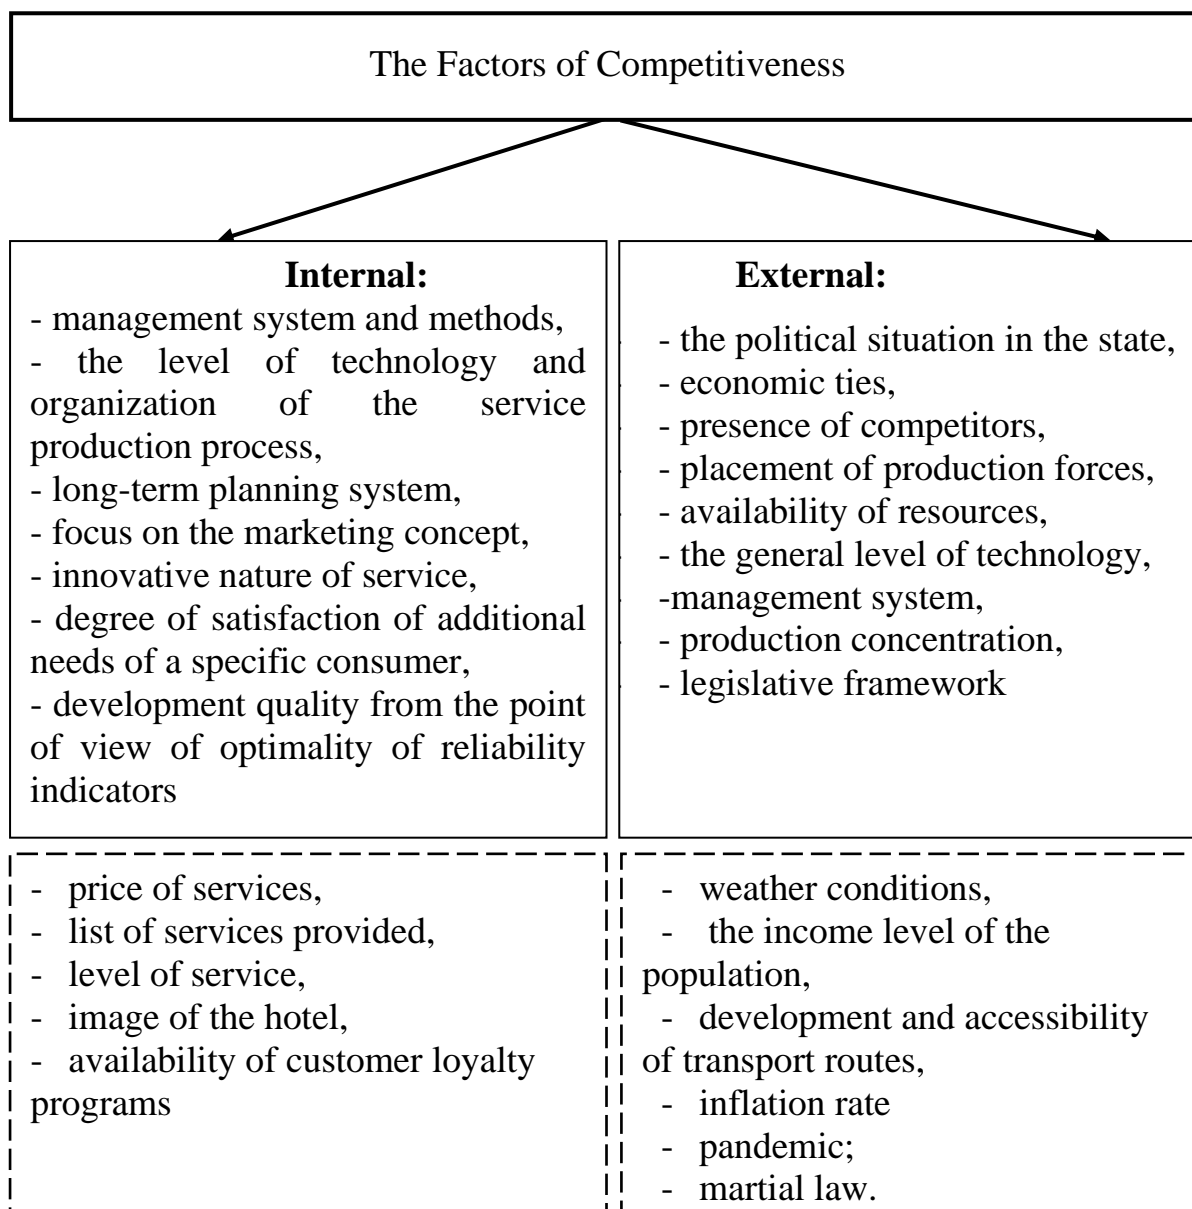 The Factors of Competitiveness
Internal:
- management system and methods,
- the level of technology and
organization of the service
production process,
- long-term planning system,
- focus on the marketing concept,
- innovative nature of service,
- degree of satisfaction of additional
needs of a specific consumer,
- development quality from the point
of view of optimality of reliability
indicators
External:
- the political situation in the state,
- economic ties,
- presence of competitors,
- placement of production forces,
- availability of resources,
- the general level of technology,
-management system,
- production concentration,
- legislative framework
- price of services,
- list of services provided,
- level of service,
- image of the hotel,
- availability of customer loyalty
programs
- weather conditions,
- the income level of the
population,
- development and accessibility
of transport routes,
- inflation rate
- pandemic;
- martial law.